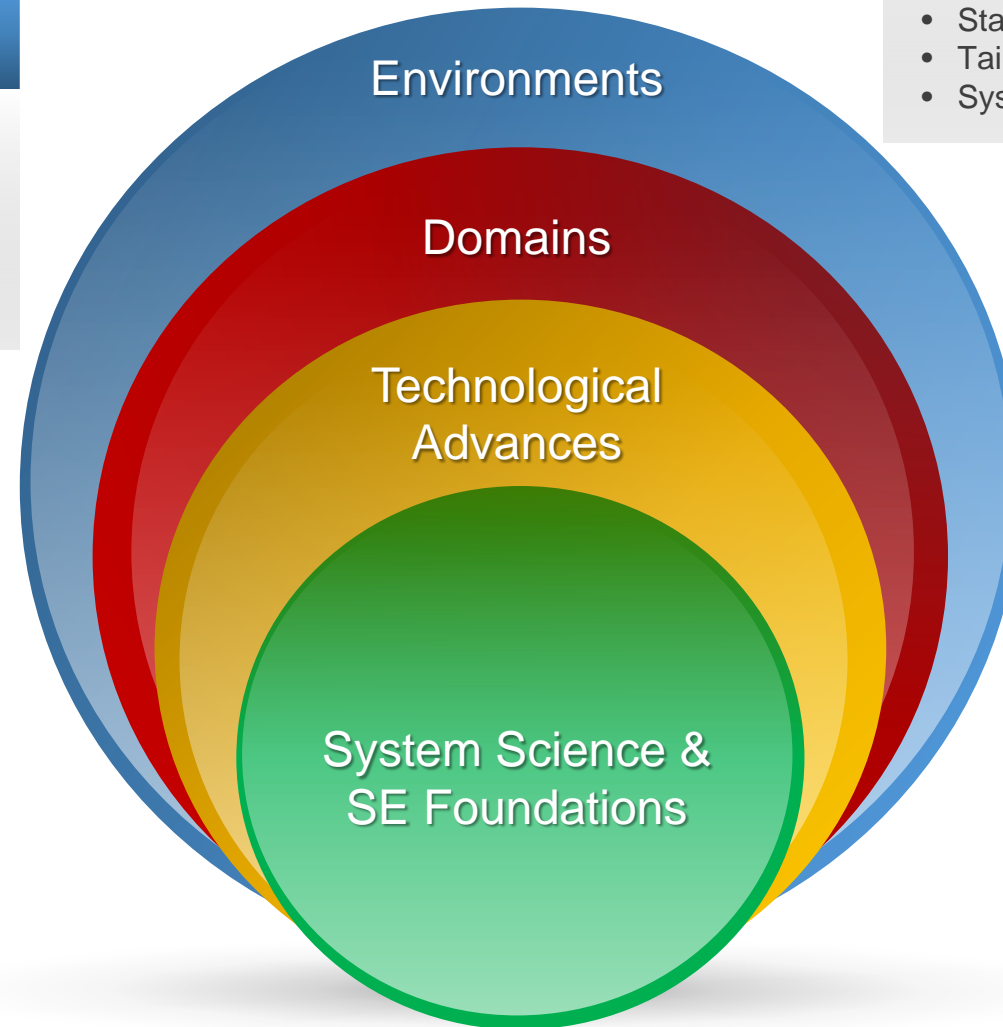 Environments
Domains
Technological
Advances
System Science &
SE Foundations